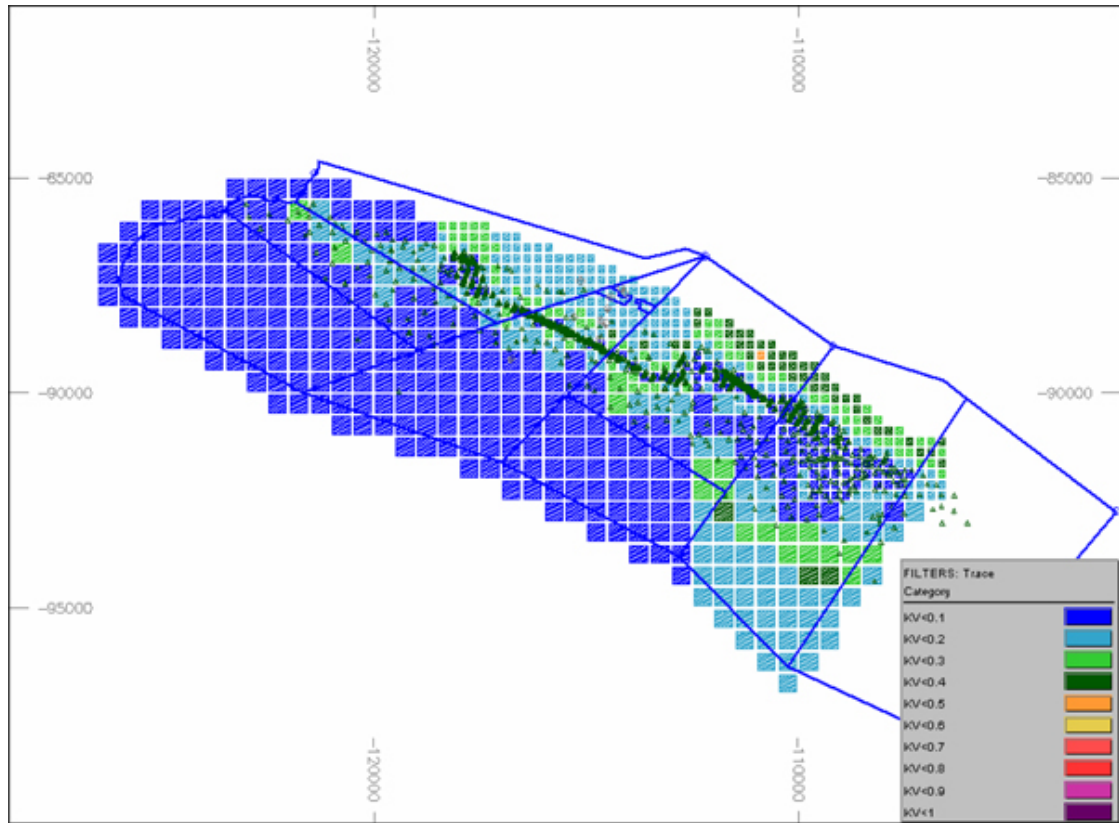 -120000
-110000
-85000
-85000
-90000
-90000
-95000
-120000
-110000
FILTERS: Trace
Category
KV<0.1
KV<0.2
KV<0.3
KV<0.4
KV<0.5
KV<0.6
KV<0.7
KV<0.8
KV<0.9
KV<1